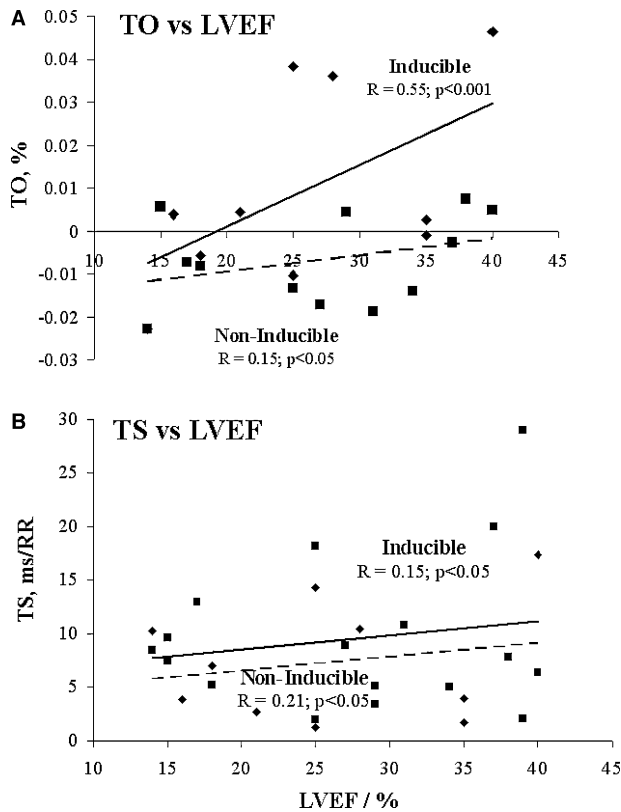 A
TO vs LVEF
TO, %
0.05
0.04
0.03
0.02
0.01
0
-0.01
-0.02
-0.03
10 15 20 25 30 35 40 45
Inducible
R = 0.55; p<0.001
Non-Inducible
R = 0.15; p<0.05
B
TS vs LVEF
TS, ms/RR
30
25
20
15
10
5
0
Inducible
R = 0.15; p<0.05
Non-Inducible
R = 0.21; p<0.05
10 15 20 25 30 35 40 45
LVEF / %